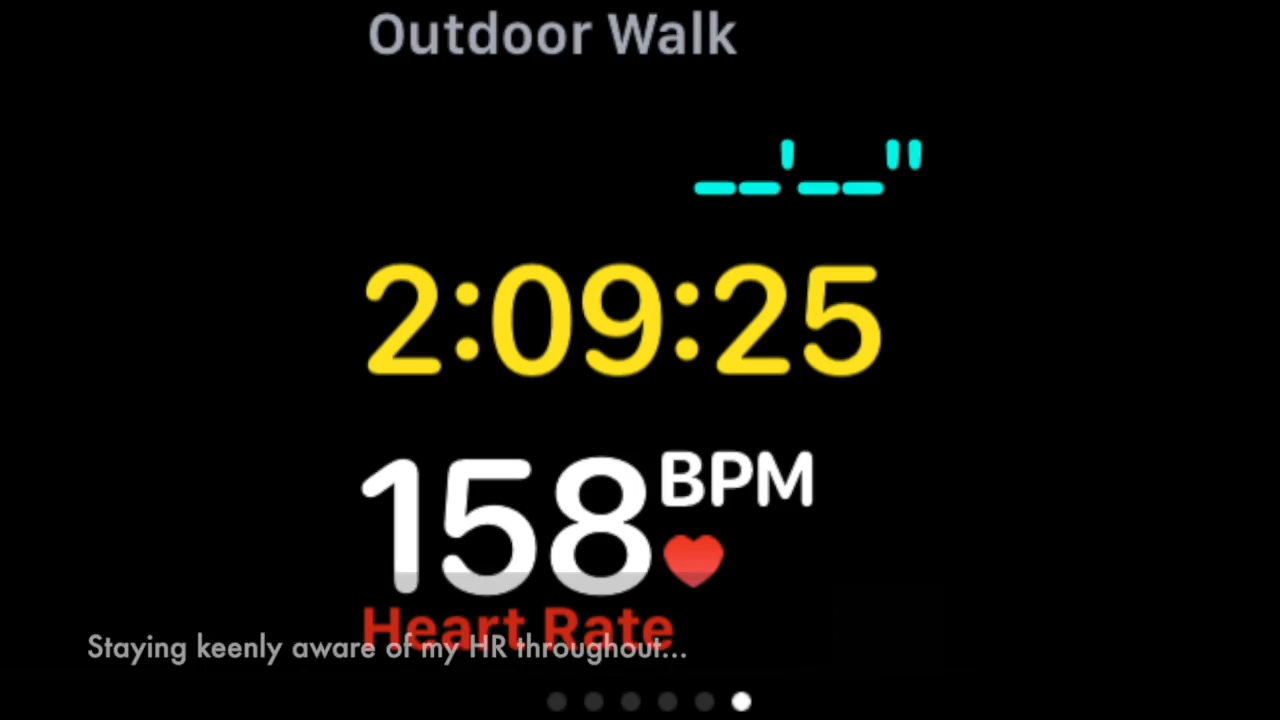 Outdoor Walk
__'__"
2:09:25
158 BPM
Heart Rate
Staying keenly aware of my HR throughout...